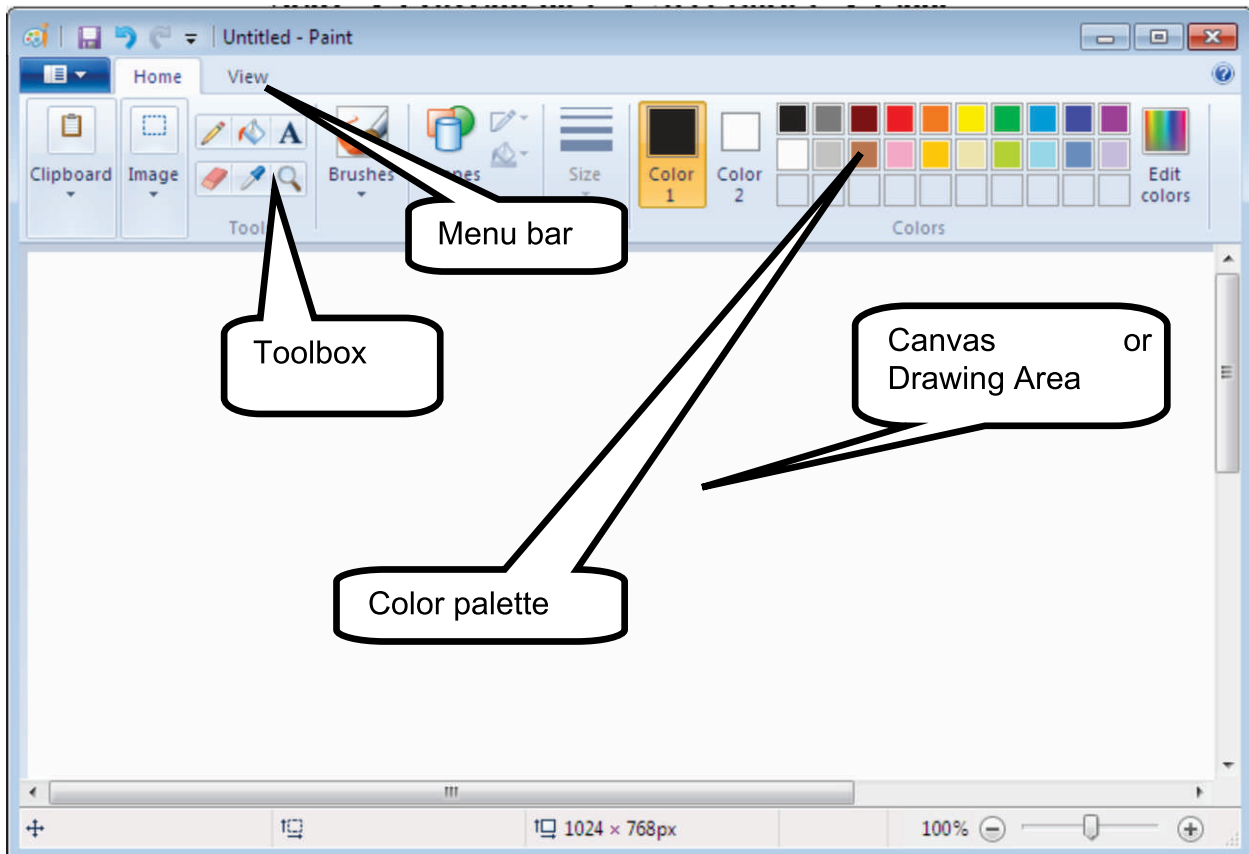 Untitled - Paint
Home View
Clipboard Image Brushes Size Color 1 Color 2 Edit colors
Colors
Menu bar
Toolbox
Canvas or
Drawing Area
Color palette
1024 × 768px 100%